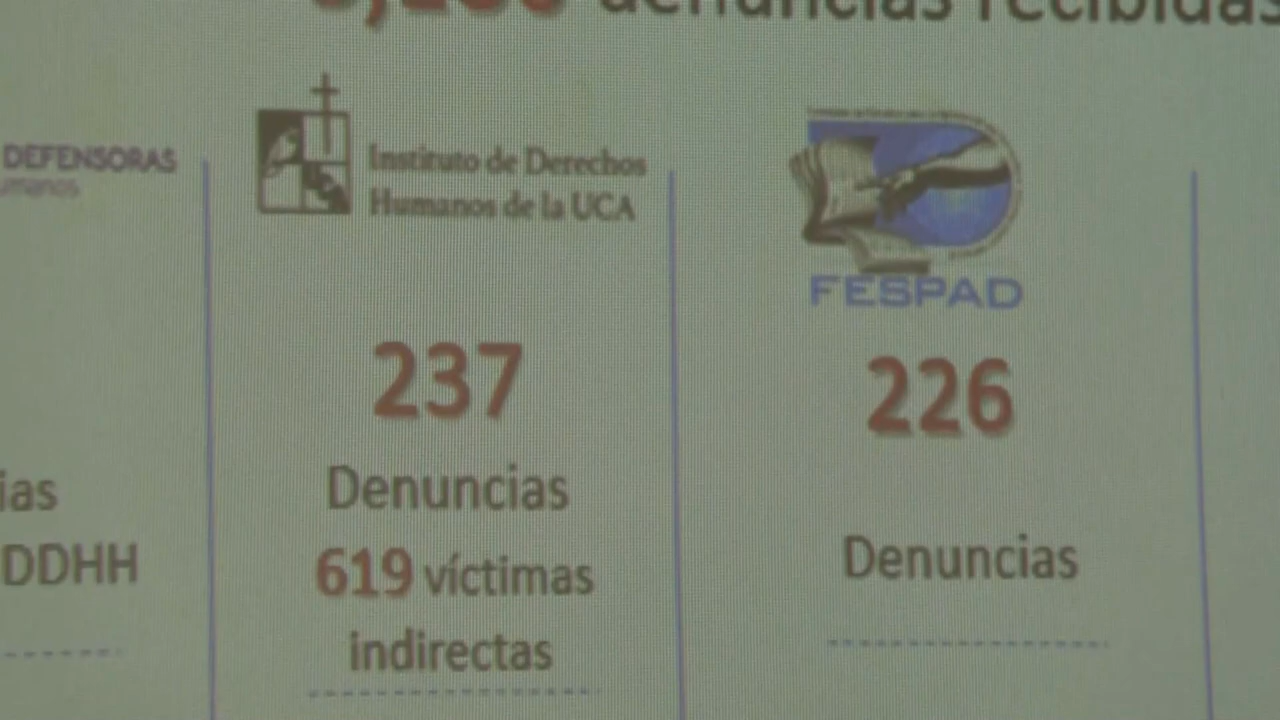 denuncias recibidas
DEFENSORAS
Instituto de Derechos
Humanos de la UCA
FESPAD
237
226
Denuncias
619 víctimas
indirectas
Denuncias
ias
DDHH